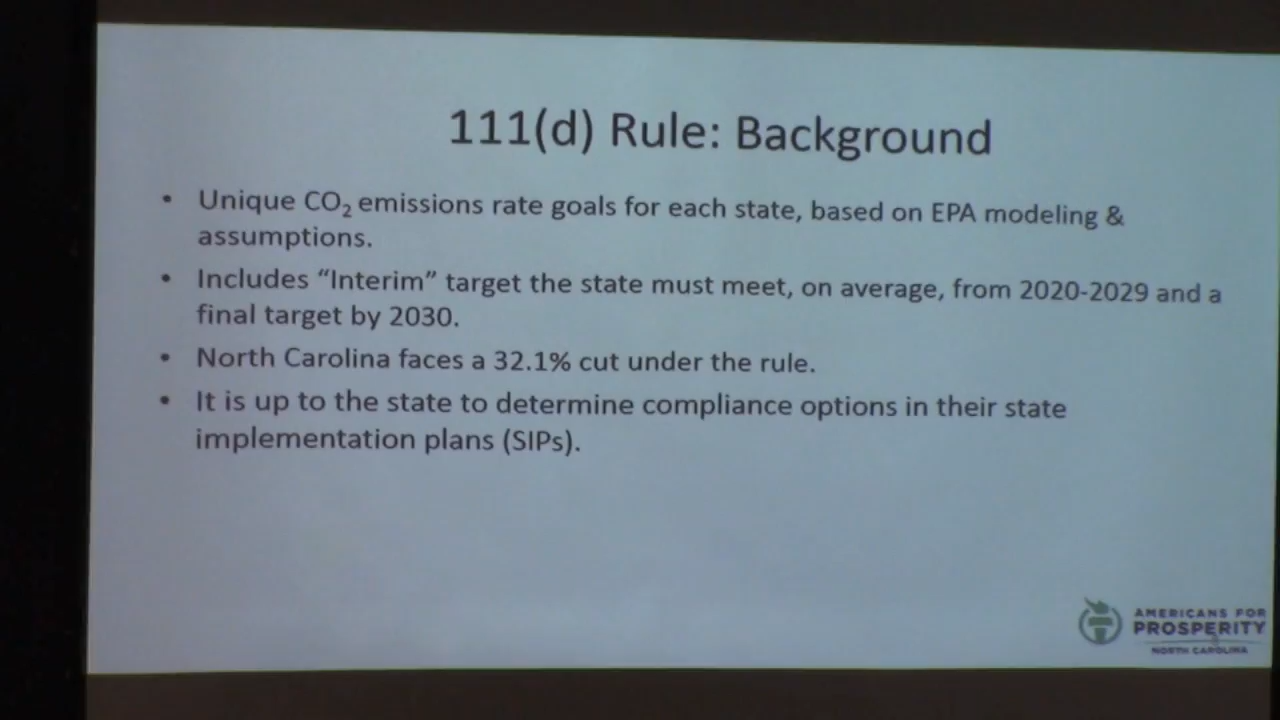 111(d) Rule: Background
• Unique CO₂ emissions rate goals for each state, based on EPA modeling &
assumptions.
• Includes “Interim” target the state must meet, on average, from 2020-2029 and a
final target by 2030.
• North Carolina faces a 32.1% cut under the rule.
• It is up to the state to determine compliance options in their state
implementation plans (SIPs).
AMERICANS FOR
PROSPERITY
NORTH CAROLINA